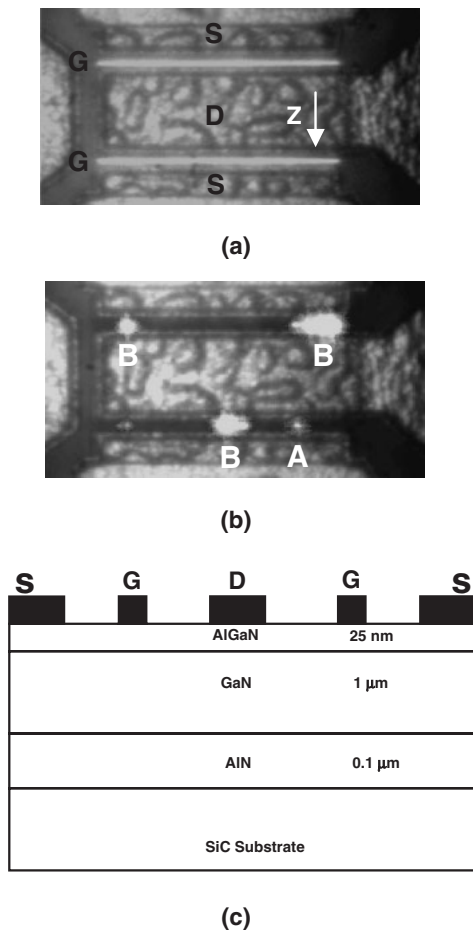 S
G
D
Z
G
S
(a)
B B
B A
(b)
S G D G S
AlGaN 25 nm
GaN 1 μm
AlN 0.1 μm
SiC Substrate
(c)